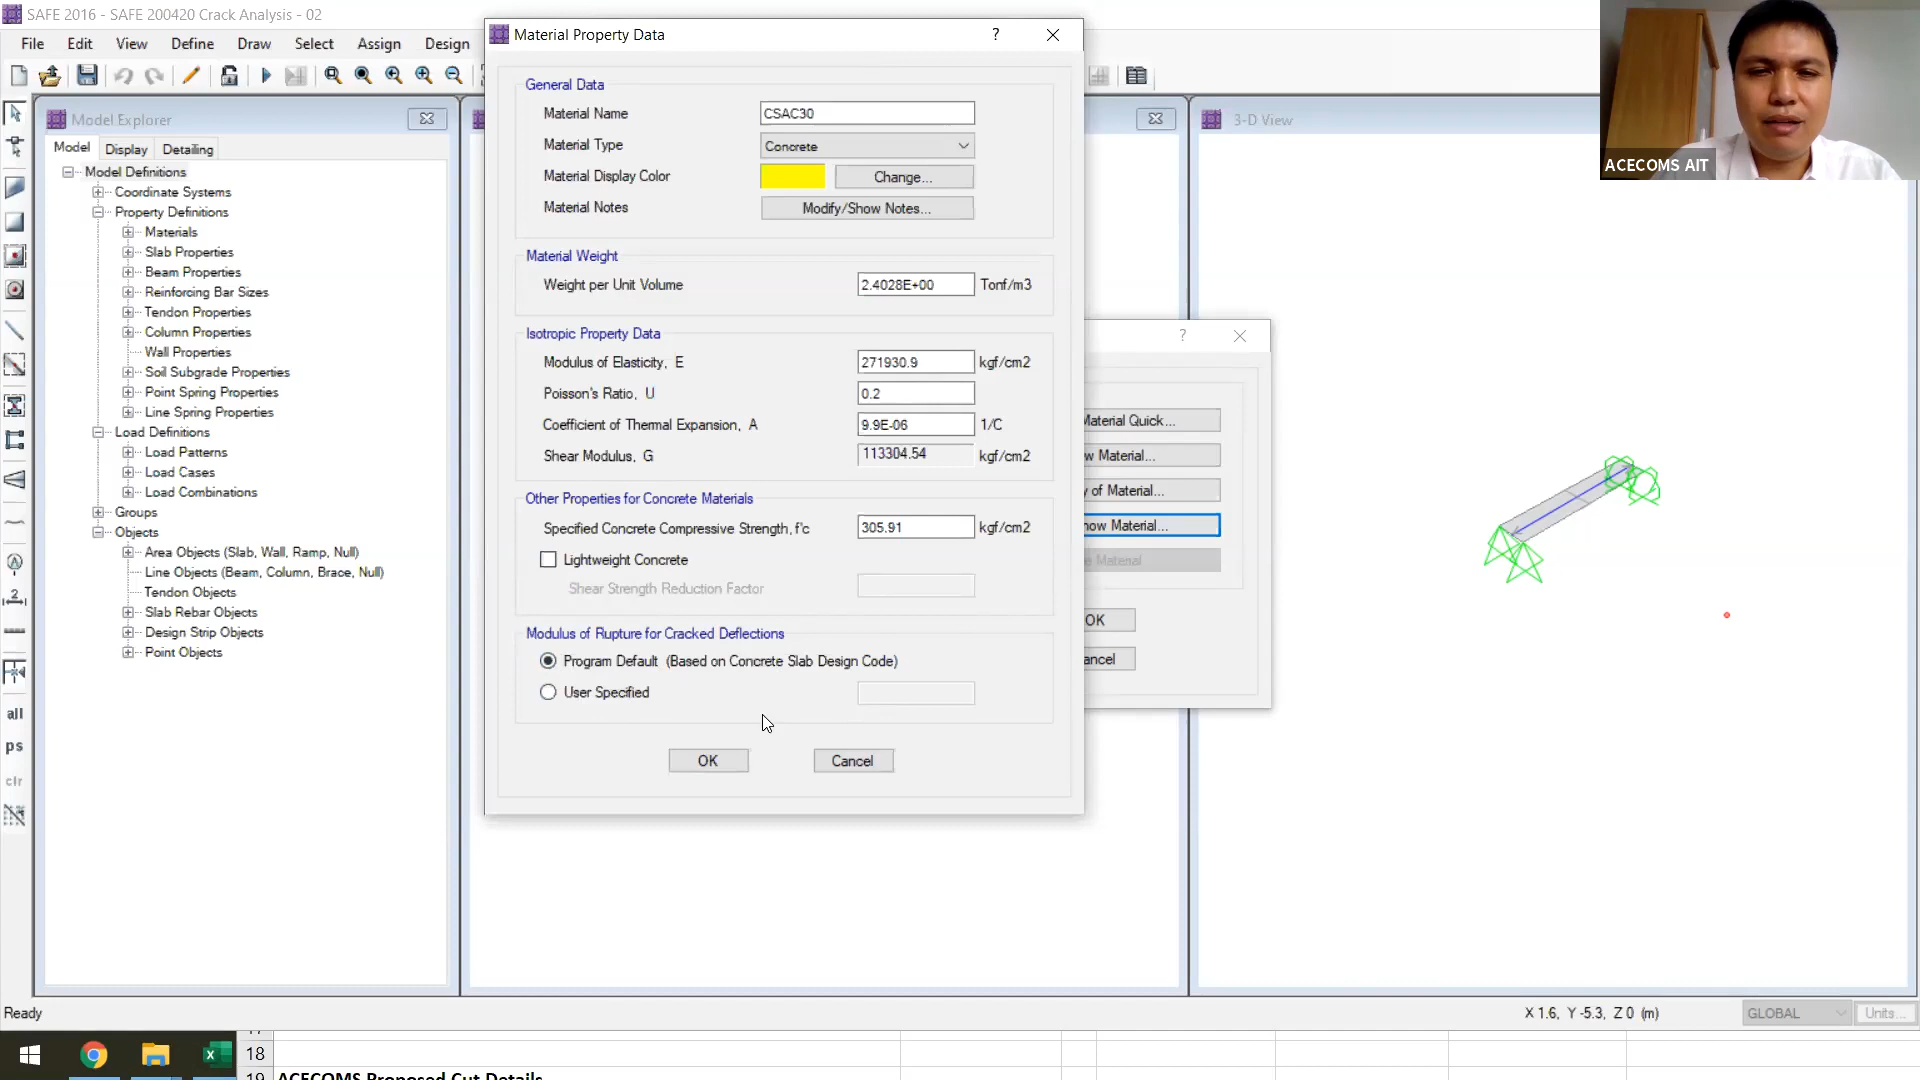 SAFE 2016 - SAFE 200420 Crack Analysis - 02
File Edit View Define Draw Select Assign Design
Model Explorer
Model Display Detailing
Model Definitions
Coordinate Systems
Property Definitions
Materials
Slab Properties
Beam Properties
Reinforcing Bar Sizes
Tendon Properties
Column Properties
Wall Properties
Soil Subgrade Properties
Point Spring Properties
Line Spring Properties
Load Definitions
Load Patterns
Load Cases
Load Combinations
Groups
Objects
Area Objects (Slab, Wall, Ramp, Null)
Line Objects (Beam, Column, Brace, Null)
Tendon Objects
Slab Rebar Objects
Design Strip Objects
Point Objects
all
ps
clr
Material Property Data ?
General Data
Material Name CSAC30
Material Type Concrete
Material Display Color Change...
Material Notes Modify/Show Notes...
Material Weight
Weight per Unit Volume 2.4028E+00 Tonf/m3
Isotropic Property Data
Modulus of Elasticity, E 271930.9 kgf/cm2
Poisson's Ratio, U 0.2
Coefficient of Thermal Expansion, A 9.9E-06 1/C
Shear Modulus, G 113304.54 kgf/cm2
Other Properties for Concrete Materials
Specified Concrete Compressive Strength, f'c 305.91 kgf/cm2
Lightweight Concrete
Shear Strength Reduction Factor
Modulus of Rupture for Cracked Deflections
Program Default (Based on Concrete Slab Design Code)
User Specified
OK Cancel
?
Material Quick...
Material...
of Material...
Material...
Material
OK
3-D View
ACECOMS AIT
Ready X 1.6, Y -5.3, Z 0 (m) GLOBAL Units...
18
19 ACECOMS Proposed Cut Details